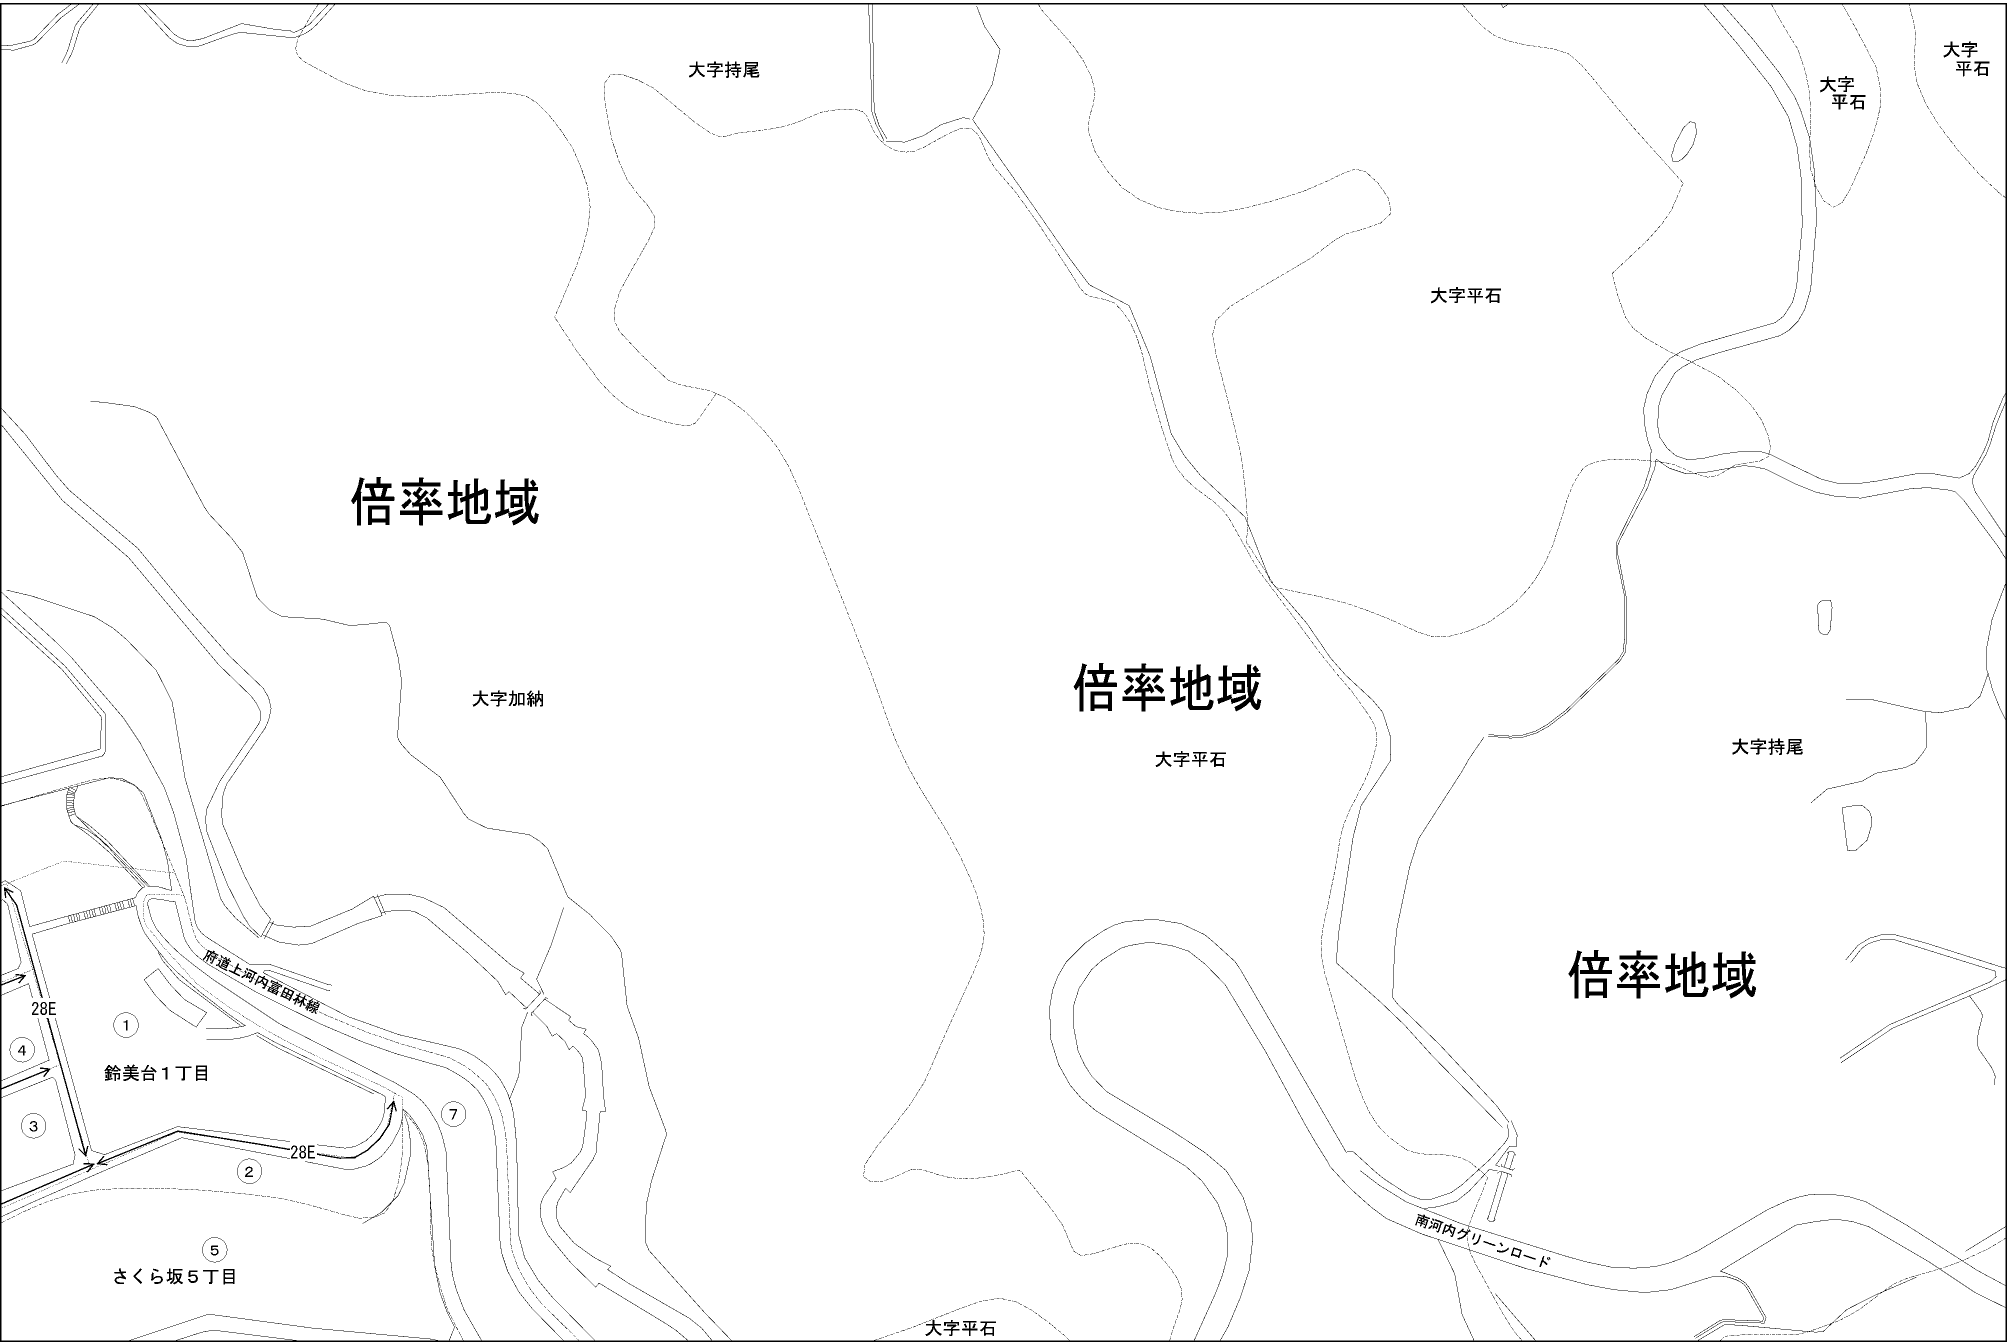 大字持尾
大字
平石
大字
平石
大字平石
倍率地域
大字加納
倍率地域
大字平石
大字持尾
倍率地域
府道上河内富田林線
28E
①
④
鈴美台1丁目
③
⑦
28E
②
南河内グリーンロード
⑤
さくら坂5丁目
大字平石